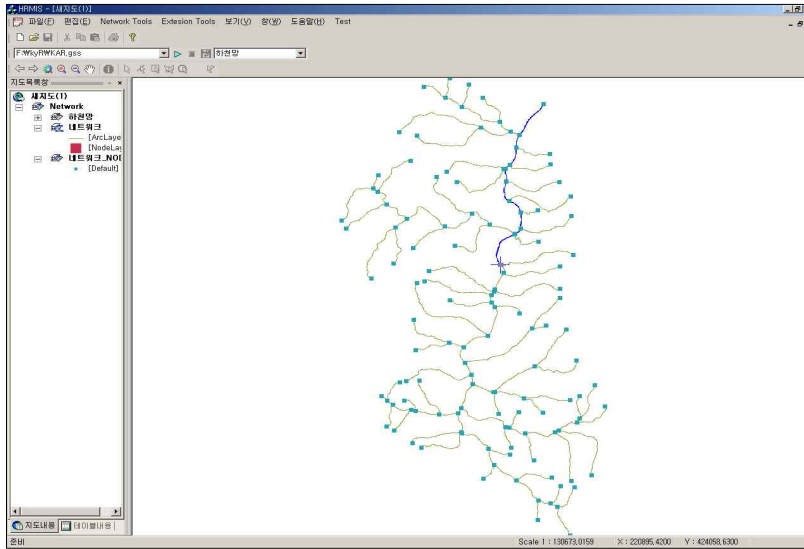 HRMIS - [새지도(1)]
파일(F) 편집(E) Network Tools Extesion Tools 보기(V) 창(W) 도움말(H) Test
F:₩kyR₩KAR.gss 하천망
지도목록창
새지도(1)
Network
하천망
네트워크
[ArcLaye
[NodeLay
네트워크_NOD
[Default]
지도내용 테이블내용
준비 Scale 1 : 130673,0159 X : 220895,4200 Y : 424058,6300